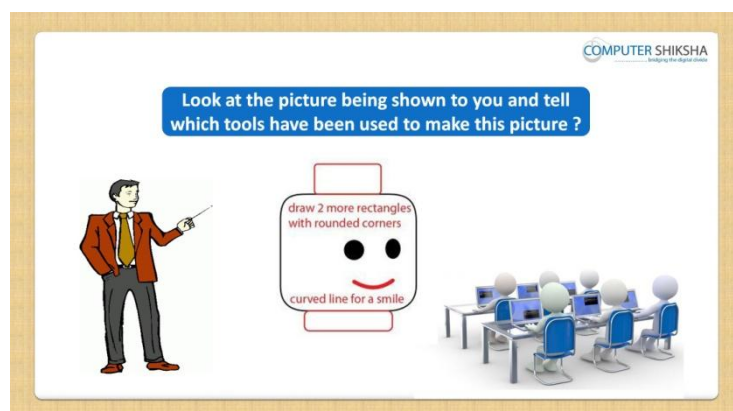 COMPUTER SHIKSHA
bridging the digital divide
Look at the picture being shown to you and tell
which tools have been used to make this picture ?
draw 2 more rectangles
with rounded corners
curved line for a smile